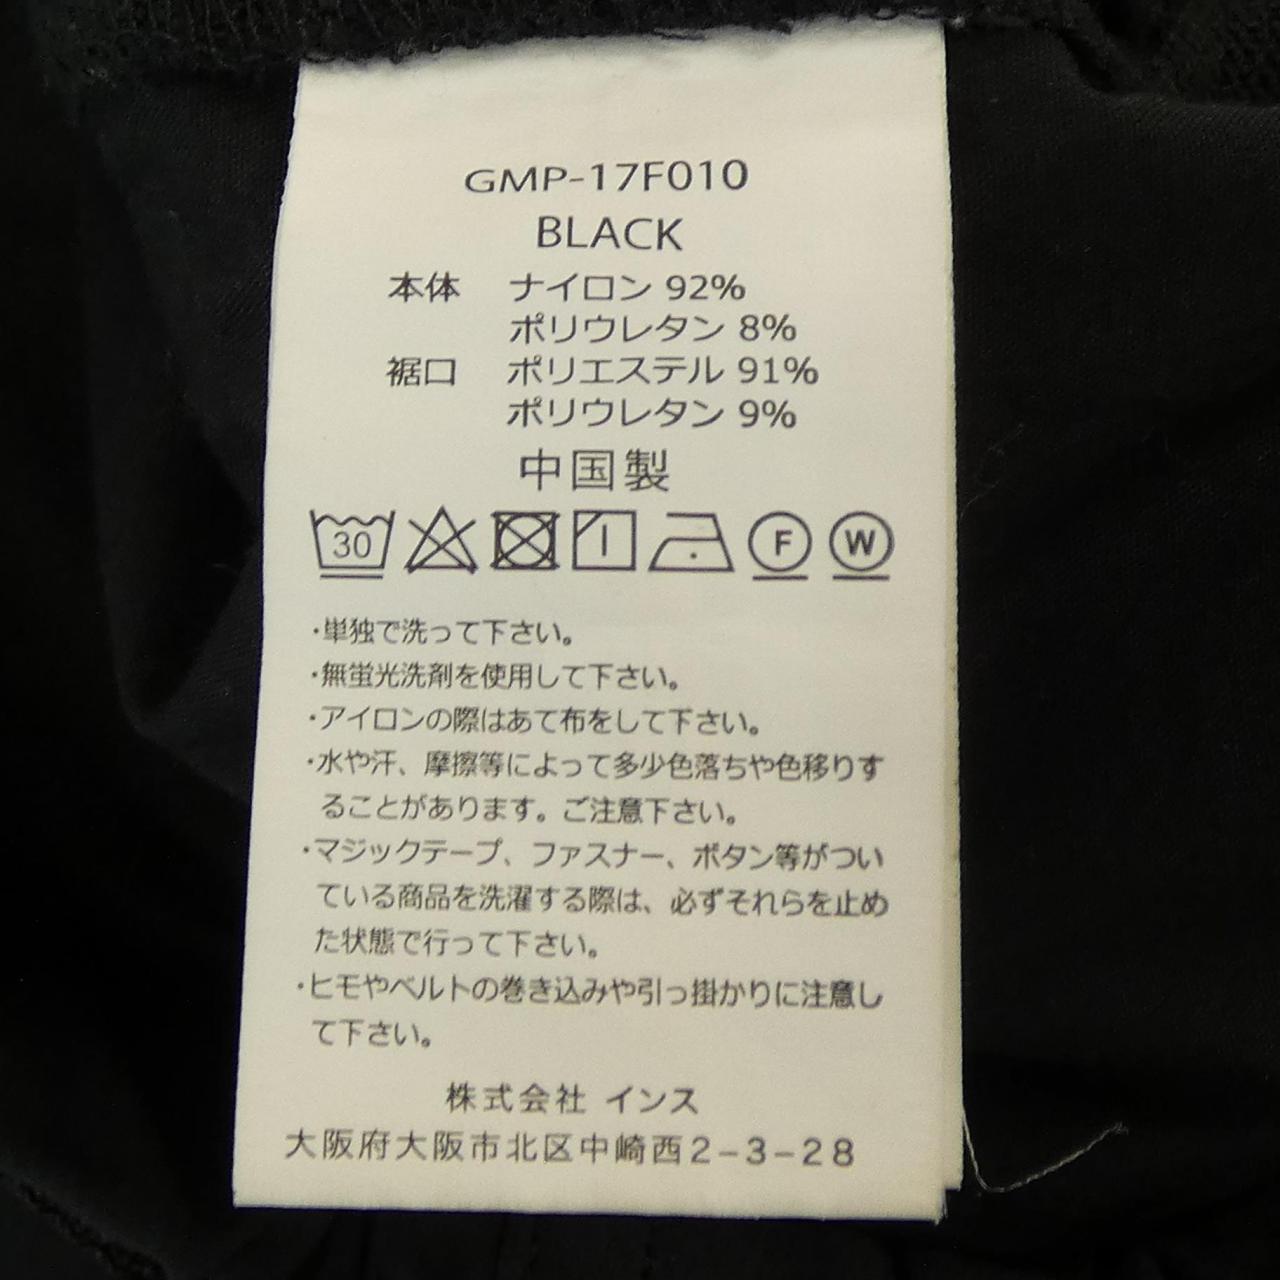 GMP-17F010
BLACK
本体 ナイロン 92%
ポリウレタン 8%
裾口 ポリエステル 91%
ポリウレタン 9%
中国製
30 F W
・単独で洗って下さい。
・無蛍光洗剤を使用して下さい。
・アイロンの際はあて布をして下さい。
・水や汗、摩擦等によって多少色落ちや色移りす
ることがあります。ご注意下さい。
・マジックテープ、ファスナー、ボタン等がつい
ている商品を洗濯する際は、必ずそれらを止め
た状態で行って下さい。
・ヒモやベルトの巻き込みや引っ掛かりに注意し
て下さい。
株式会社 インス
大阪府大阪市北区中崎西2-3-28